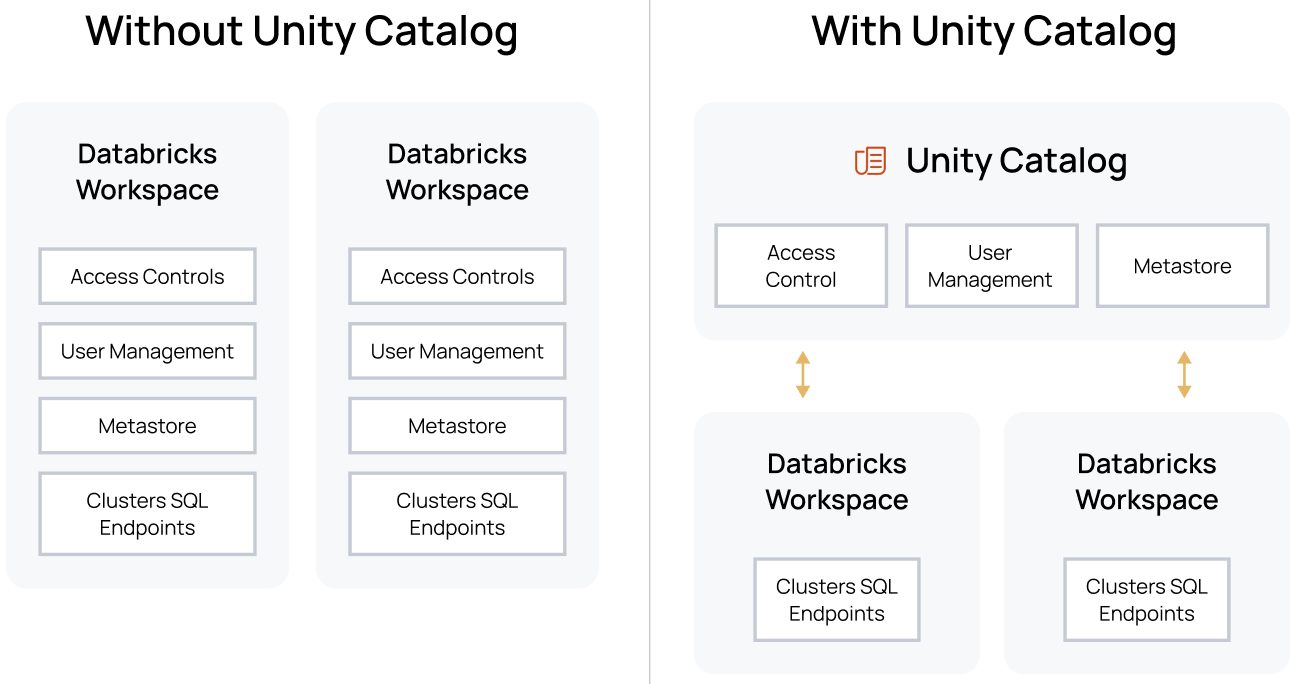 Without Unity Catalog
Databricks
Workspace
Access Controls
User Management
Metastore
Clusters SQL
Endpoints
Databricks
Workspace
Access Controls
User Management
Metastore
Clusters SQL
Endpoints
With Unity Catalog
Unity Catalog
Access
Control
User
Management
Metastore
Databricks
Workspace
Clusters SQL
Endpoints
Databricks
Workspace
Clusters SQL
Endpoints